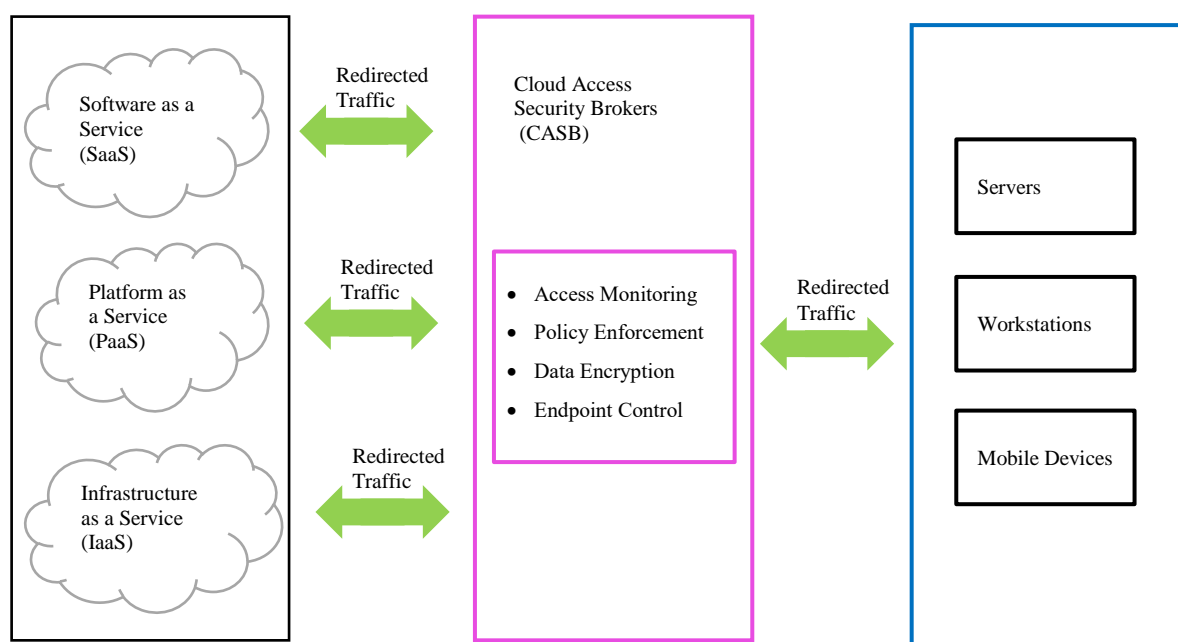 Software as a
Service
(SaaS)
Redirected
Traffic
Platform as
a Service
(PaaS)
Redirected
Traffic
Infrastructure
as a Service
(IaaS)
Redirected
Traffic
Cloud Access
Security Brokers
(CASB)
• Access Monitoring
• Policy Enforcement
• Data Encryption
• Endpoint Control
Redirected
Traffic
Servers
Workstations
Mobile Devices